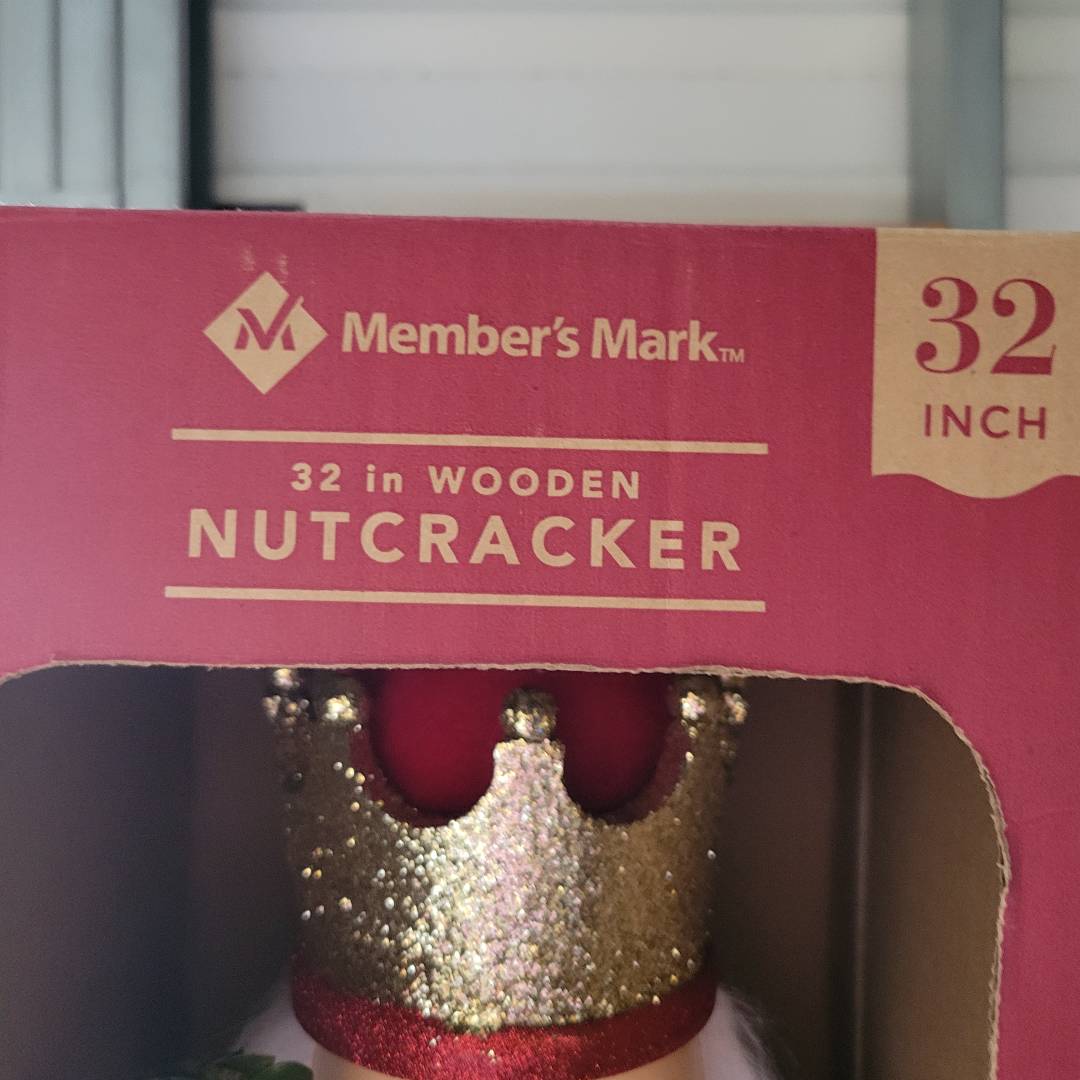 Member's Mark™
32 in WOODEN
NUTCRACKER
32
INCH